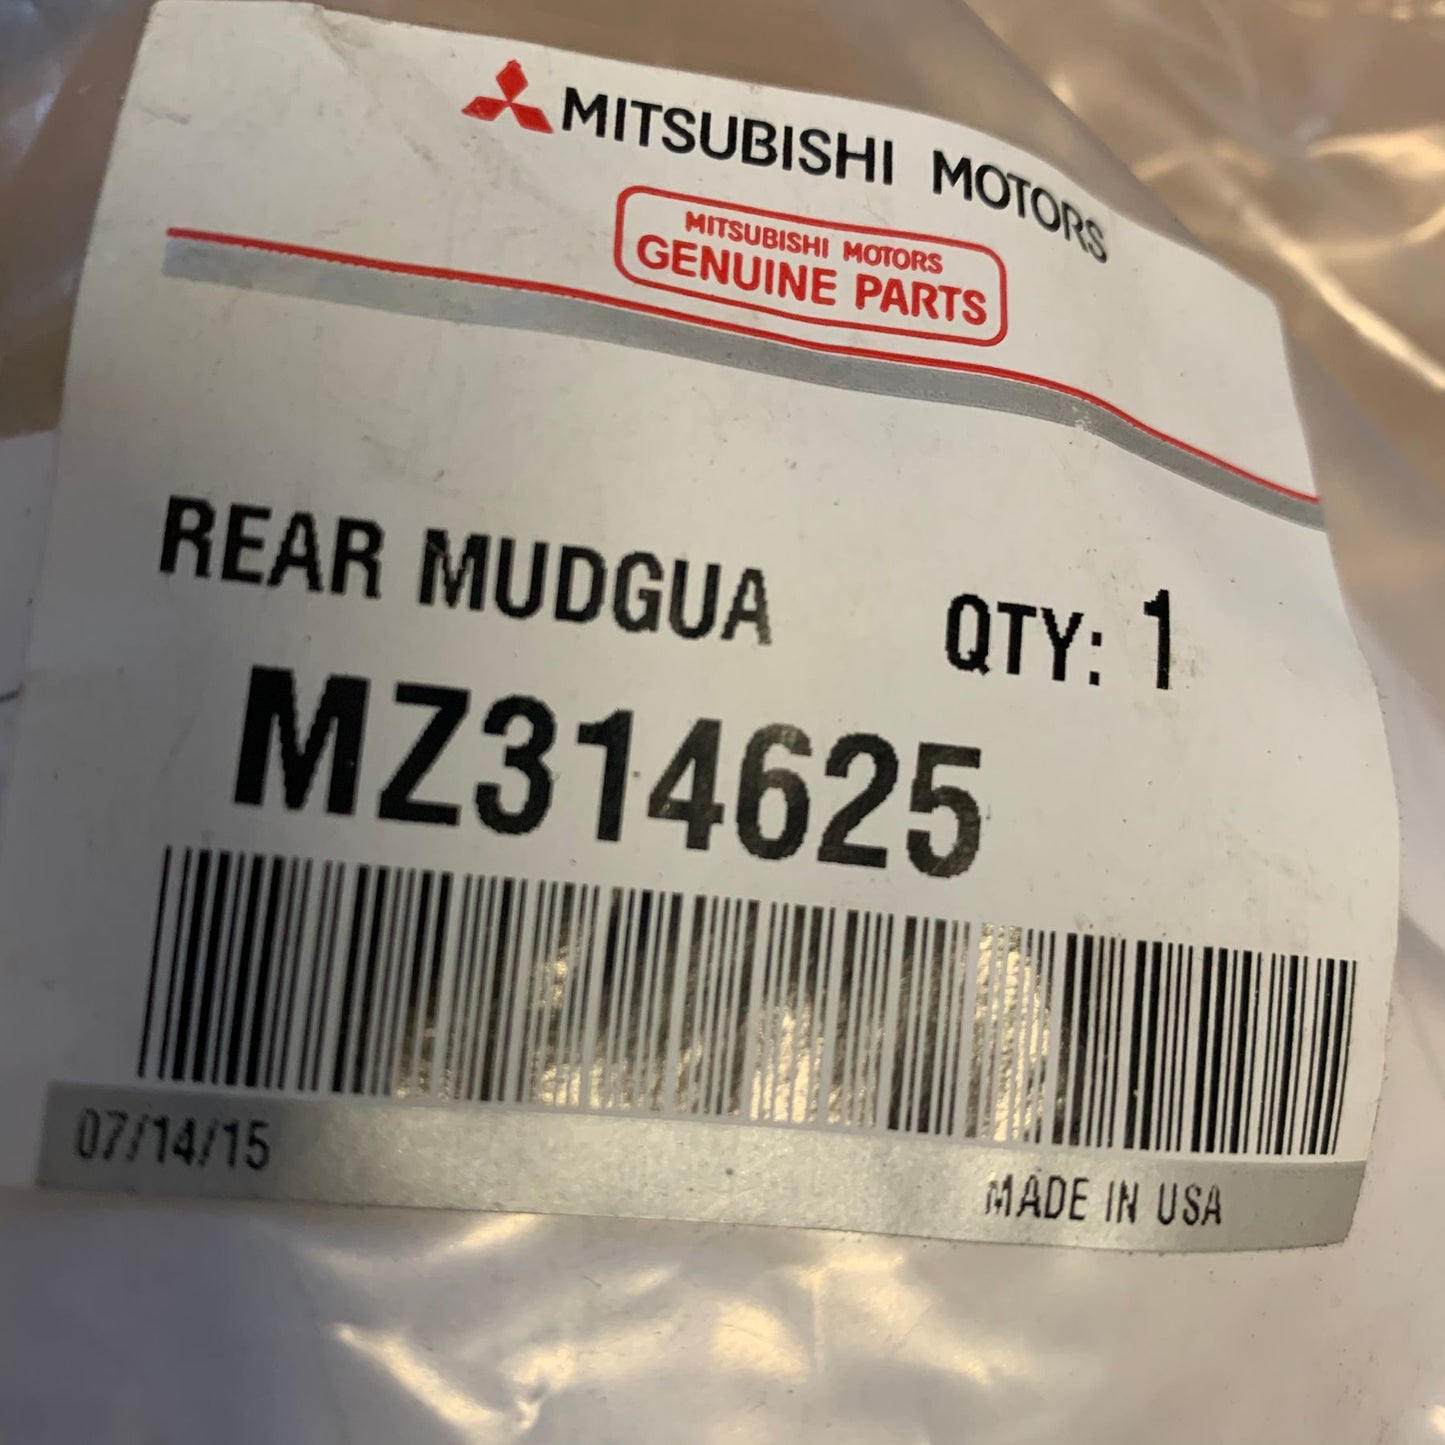 MITSUBISHI MOTORS
MITSUBISHI MOTORS
GENUINE PARTS
REAR MUDGUA QTY: 1
MZ314625
07/14/15 MADE IN USA